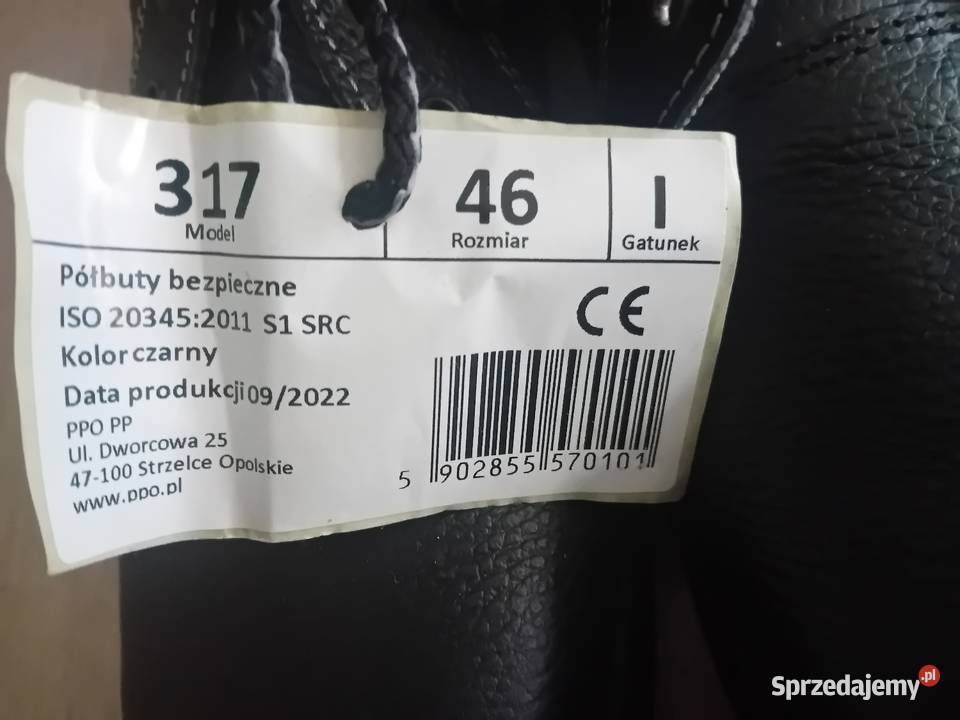 317 46 I
Model Rozmiar Gatunek
Półbuty bezpieczne
ISO 20345:2011 S1 SRC
Kolor czarny
Data produkcji 09/2022
PPO PP
Ul. Dworcowa 25
47-100 Strzelce Opolskie
www.ppo.pl
CE
5 902855 570101
Sprzedajemy.pl